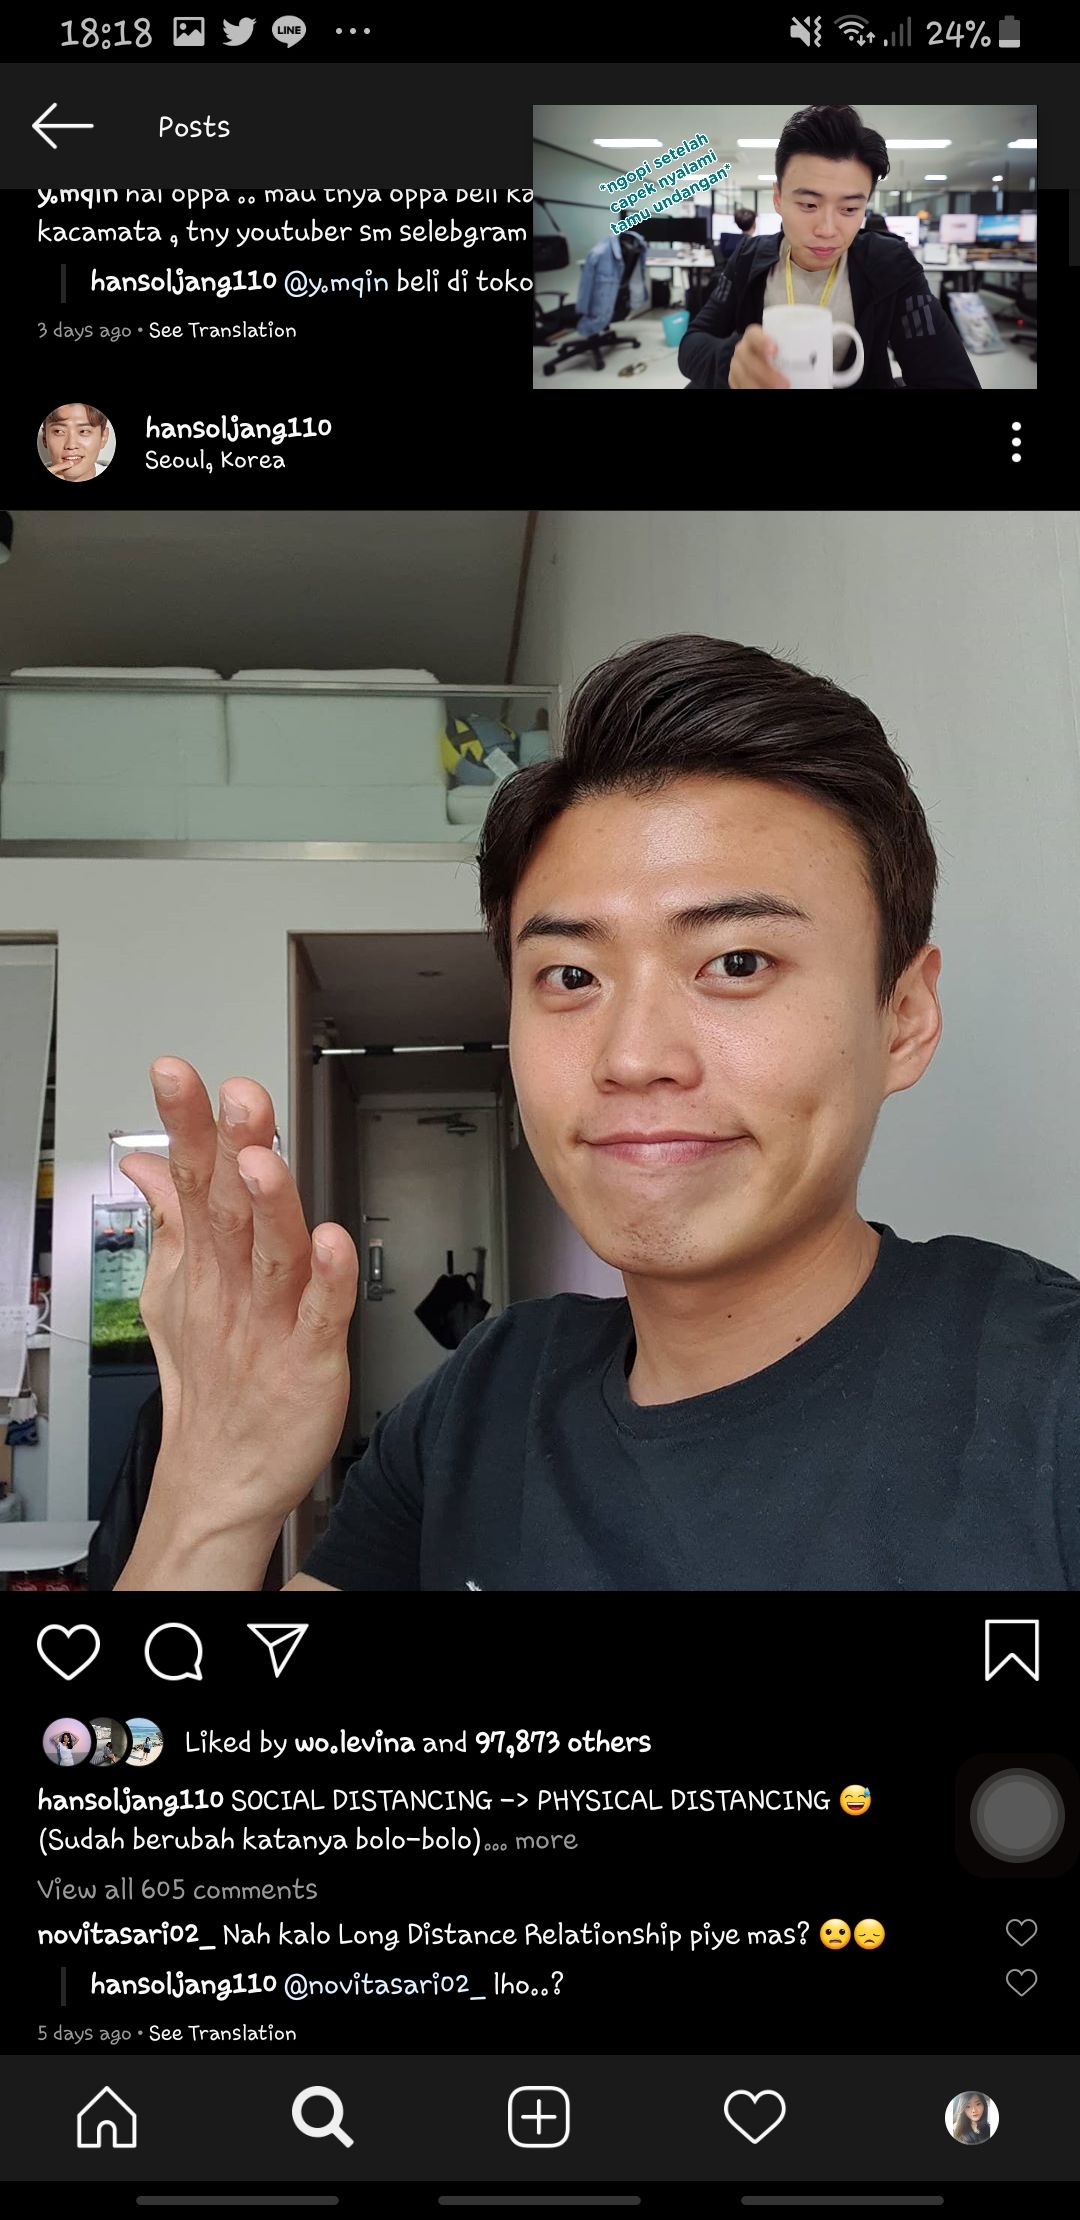 18:18
LINE
24%
Posts
*ngopi setelah
capek nyalami
tamu undangan*
y.mqin hai oppa .. mau tnya oppa beli ka
kacamata , tny youtuber sm selebgram
hansoljang110 @y.mqin beli di toko
3 days ago • See Translation
hansoljang110
Seoul, Korea
Liked by wo.levina and 97,873 others
hansoljang110 SOCIAL DISTANCING -> PHYSICAL DISTANCING 😅
(Sudah berubah katanya bolo-bolo)... more
View all 605 comments
novitasari02_ Nah kalo Long Distance Relationship piye mas? 🙁😞
hansoljang110 @novitasari02_ lho..?
5 days ago • See Translation